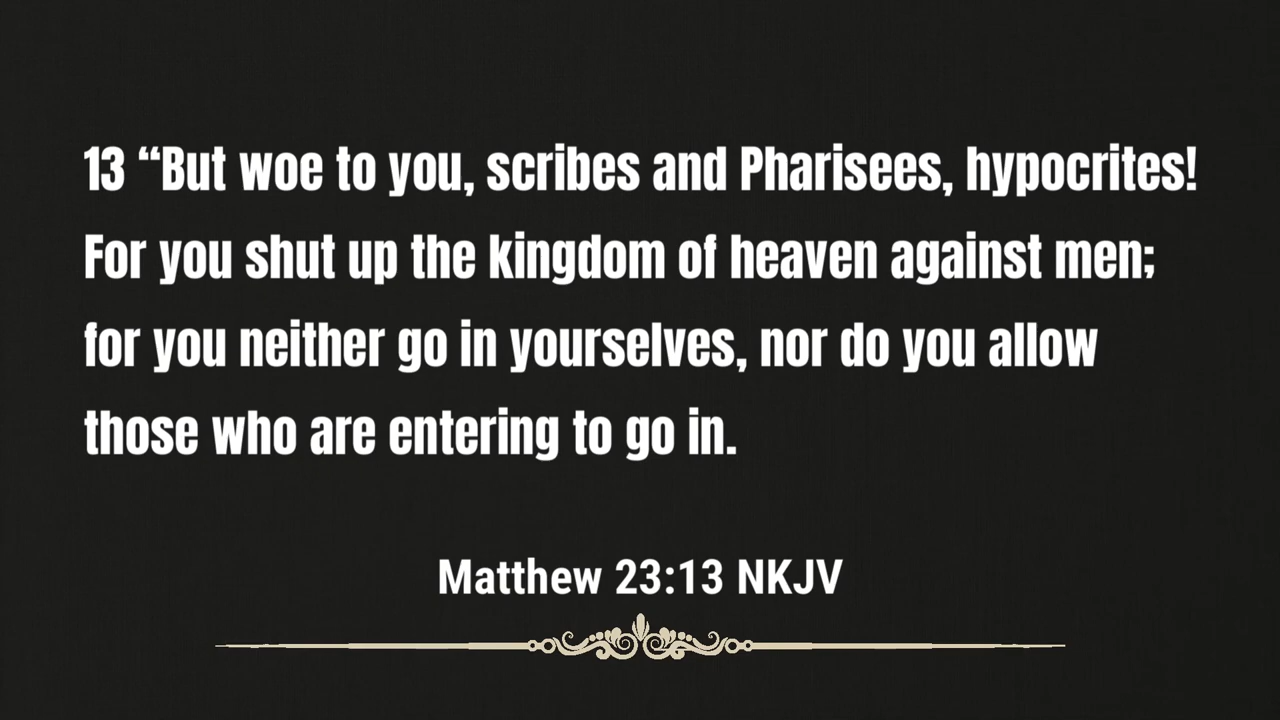 13 “But woe to you, scribes and Pharisees, hypocrites!
For you shut up the kingdom of heaven against men;
for you neither go in yourselves, nor do you allow
those who are entering to go in.
Matthew 23:13 NKJV